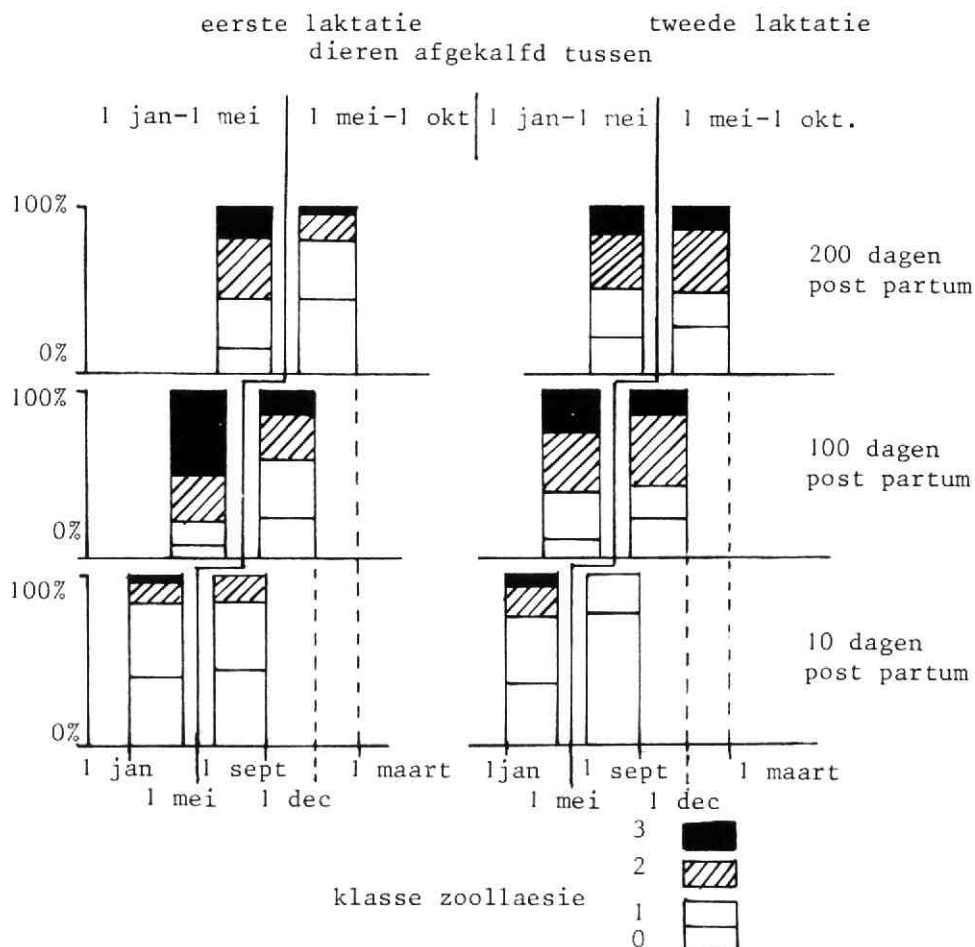 eerste laktatie tweede laktatie
dieren afgekalfd tussen
1 jan-1 mei 1 mei-1 okt 1 jan-1 mei 1 mei-1 okt.
100%
200 dagen
post partum
0%
100%
100 dagen
post partum
0%
100%
10 dagen
post partum
0%
1 jan 1 sept 1 maart 1jan 1 sept 1 maart
1 mei 1 dec 1 mei 1 dec
3
2
klasse zoollaesie 1
0